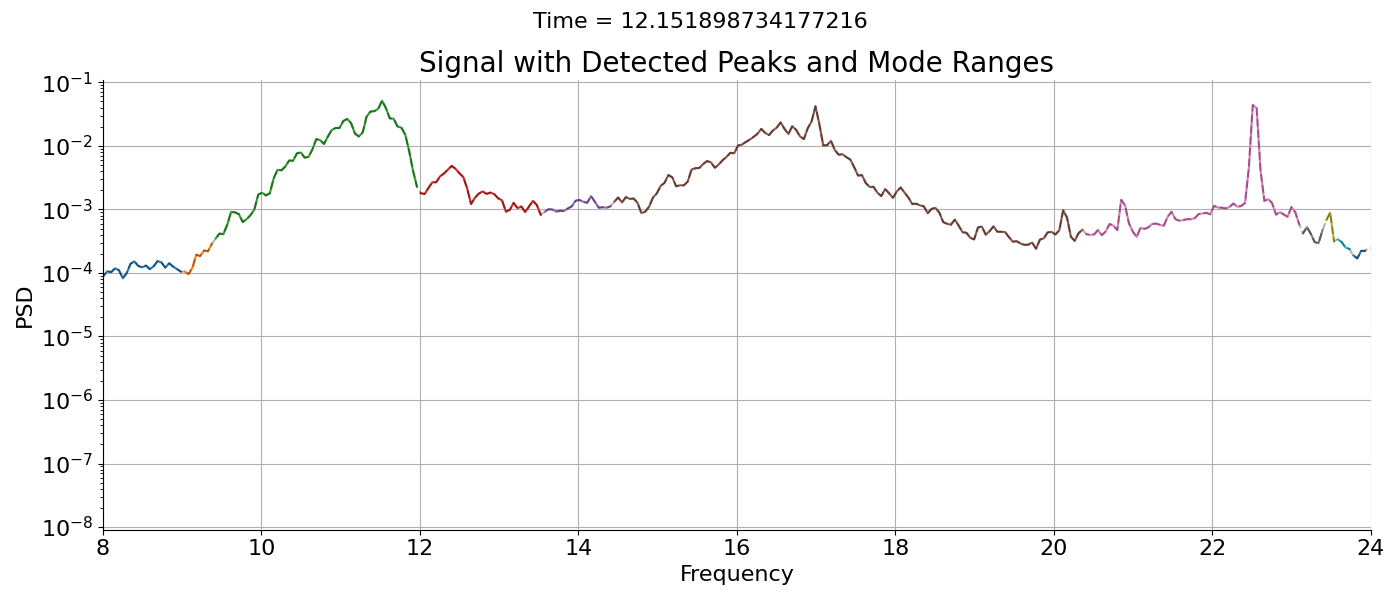 Time = 12.151898734177216
Signal with Detected Peaks and Mode Ranges
10⁻¹
10⁻²
10⁻³
10⁻⁴
10⁻⁵
10⁻⁶
10⁻⁷
10⁻⁸
PSD
8 10 12 14 16 18 20 22 24
Frequency